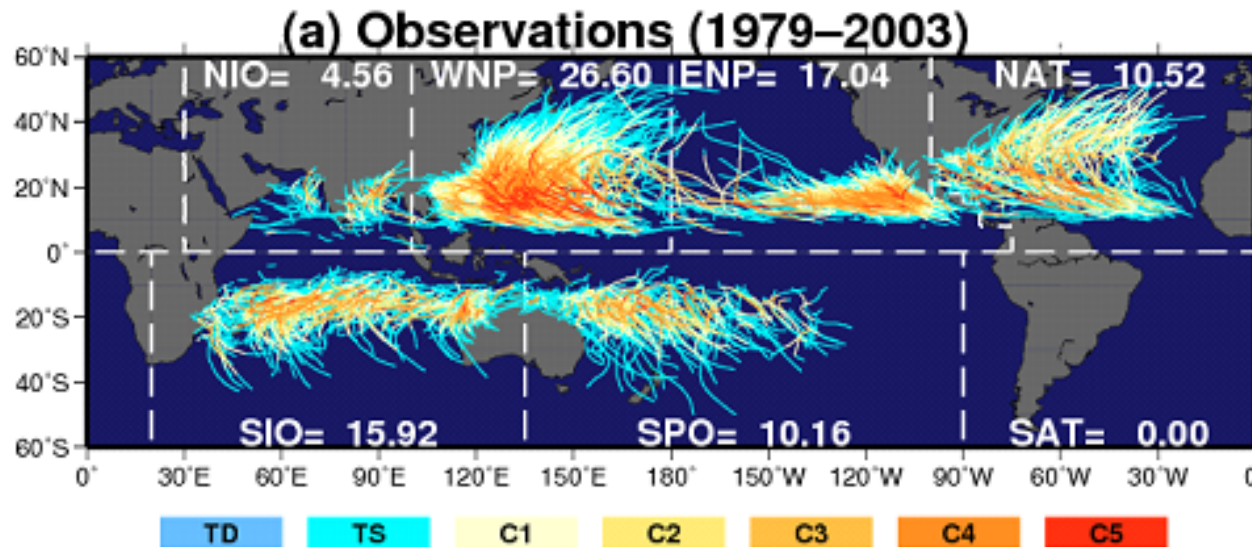 (a) Observations (1979–2003)
60˚N
NIO= 4.56 WNP= 26.60 ENP= 17.04 NAT= 10.52
40˚N
20˚N
0˚
20˚S
40˚S
SIO= 15.92 SPO= 10.16 SAT= 0.00
60˚S
0˚ 30˚E 60˚E 90˚E 120˚E 150˚E 180˚ 150˚W 120˚W 90˚W 60˚W 30˚W 0
TD TS C1 C2 C3 C4 C5